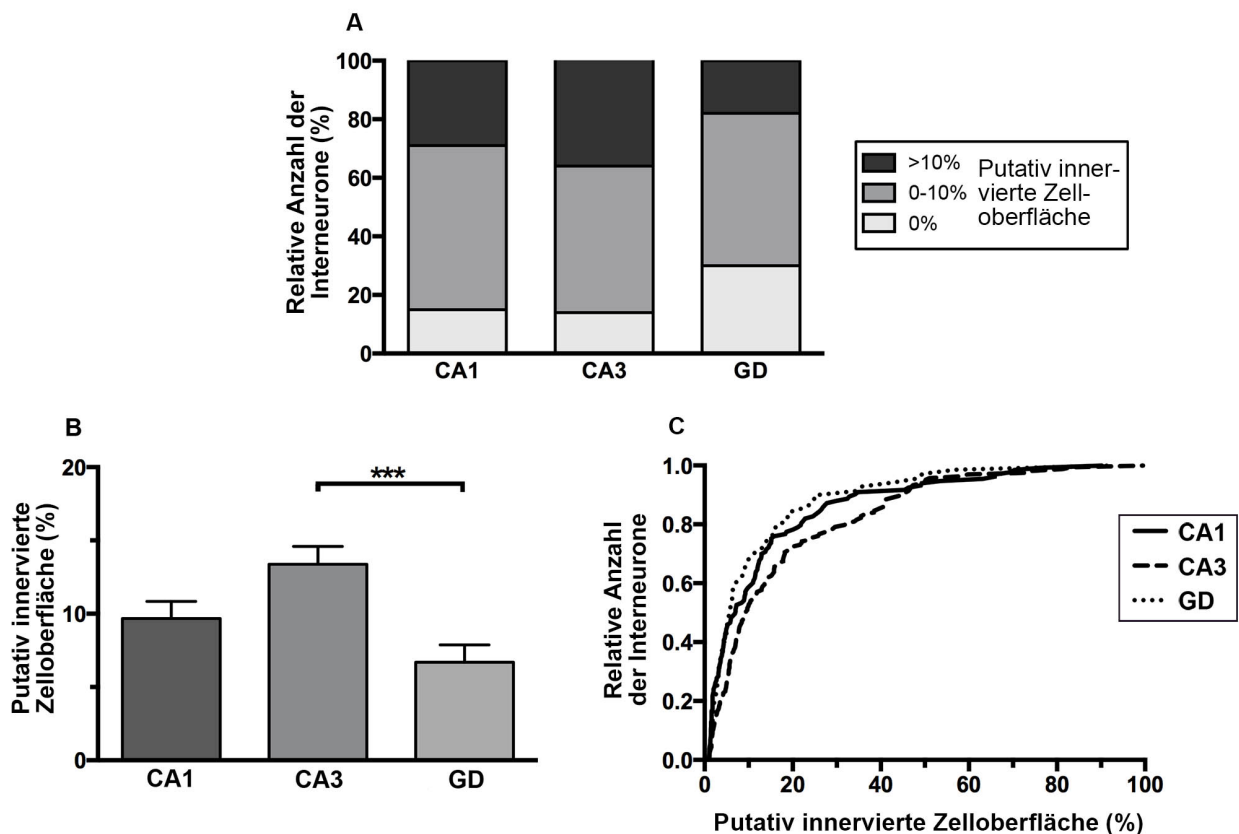 A
Relative Anzahl der
Interneurone (%)
100
80
60
40
20
0
CA1 CA3 GD
>10%
0-10%
0%
Putativ inner-
vierte Zell-
oberfläche
B
Putativ innervierte
Zelloberfläche (%)
20
10
0
***
CA1 CA3 GD
C
Relative Anzahl
der Interneurone
1.0
0.8
0.6
0.4
0.2
0.0
0 20 40 60 80 100
Putativ innervierte Zelloberfläche (%)
CA1
CA3
GD